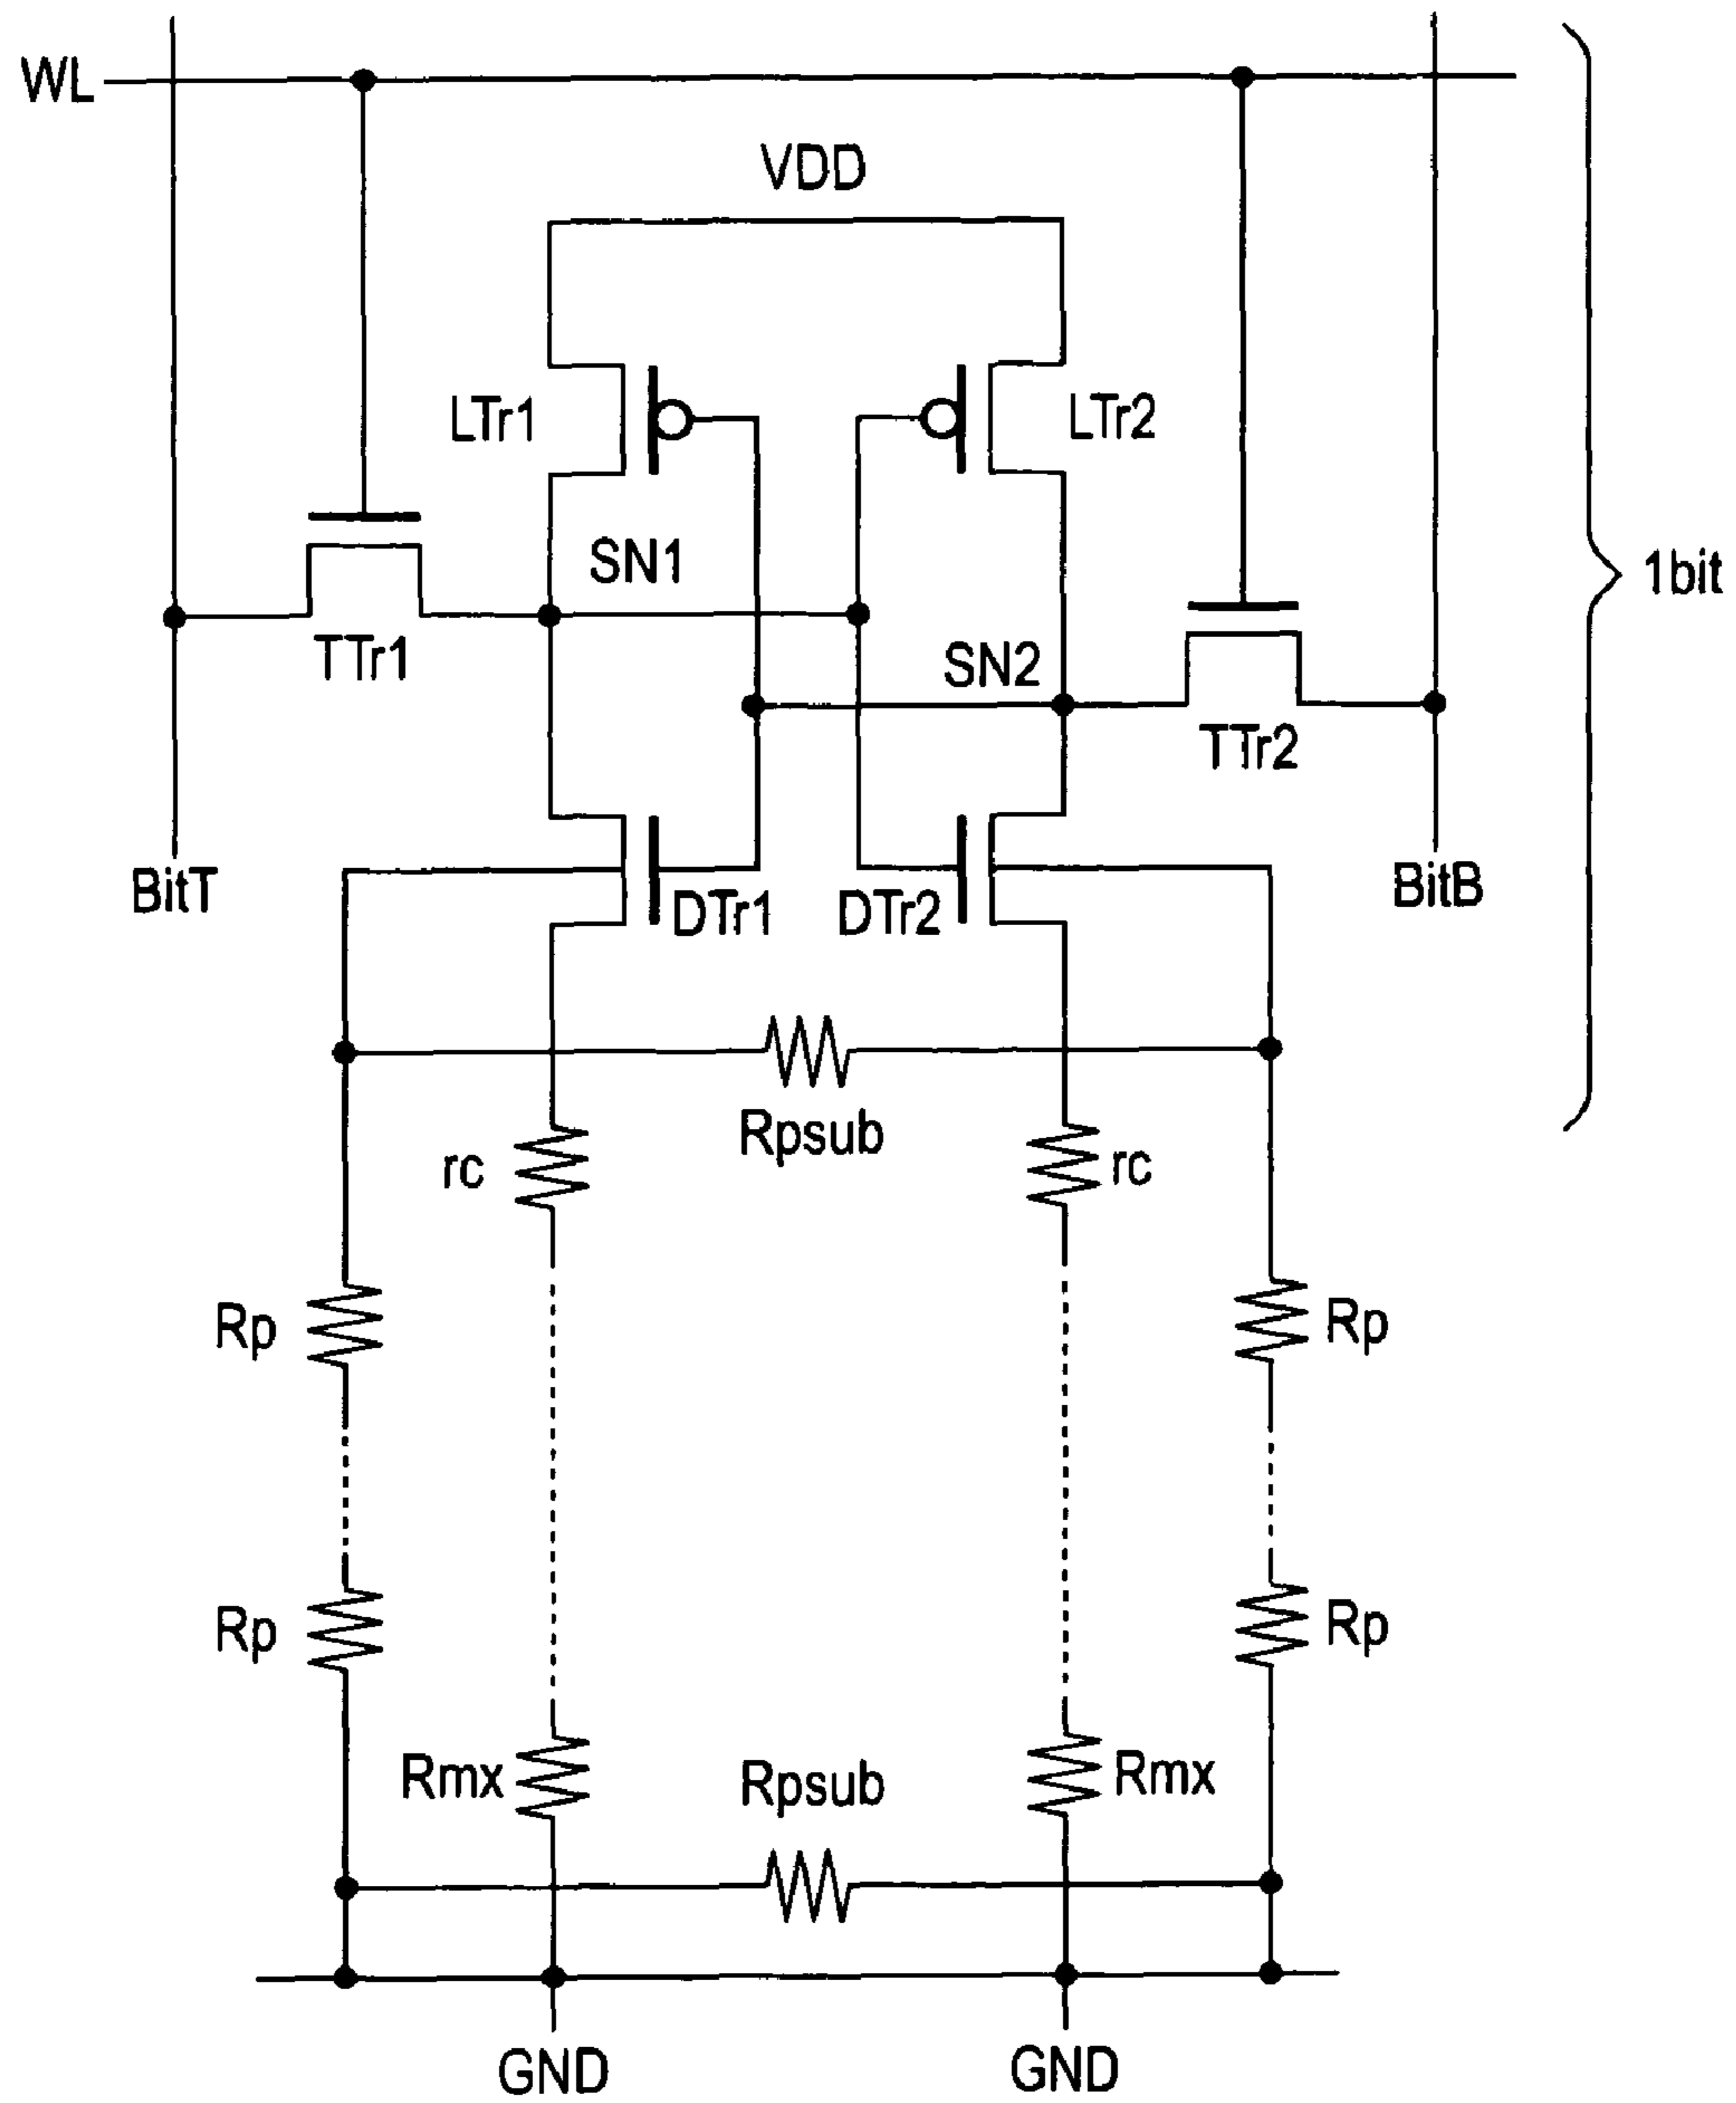 WL
VDD
LTr1
LTr2
SN1
1bit
TTr1
SN2
TTr2
BitT
DTr1
DTr2
BitB
Rpsub
rc
rc
Rp
Rp
Rp
Rp
Rmx
Rpsub
Rmx
GND
GND